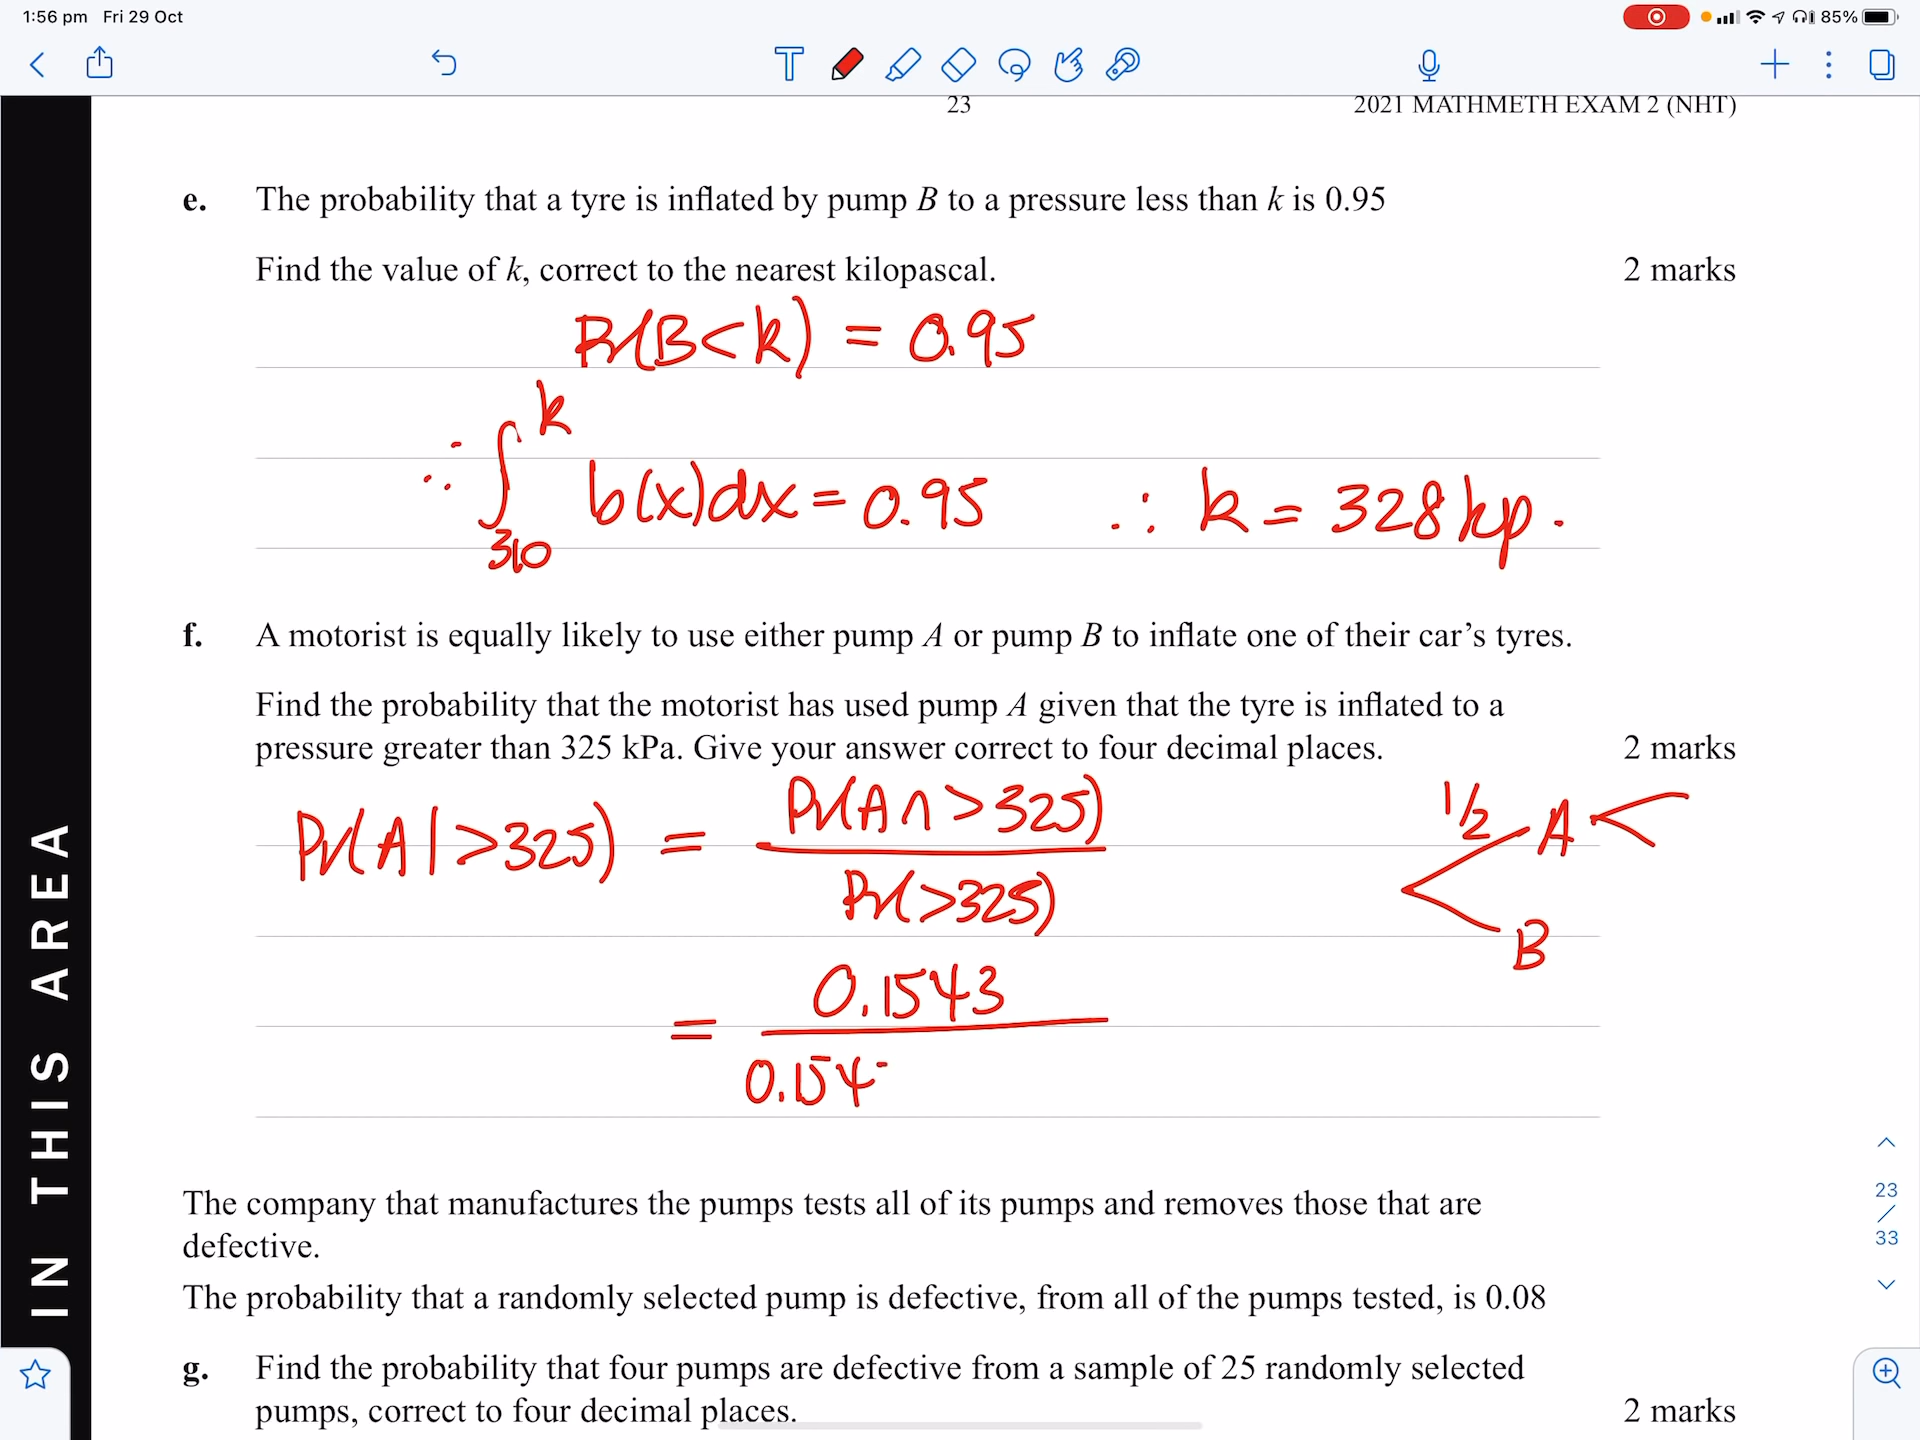 1:56 pm Fri 29 Oct
85%
T
23
2021 MATHMETH EXAM 2 (NHT)
e. The probability that a tyre is inflated by pump B to a pressure less than k is 0.95
Find the value of k, correct to the nearest kilopascal.
2 marks
Pr(B<k) = 0.95
∴ ∫ k 310 b(x)dx = 0.95 ∴ k = 328kp.
f. A motorist is equally likely to use either pump A or pump B to inflate one of their car’s tyres.
Find the probability that the motorist has used pump A given that the tyre is inflated to a
pressure greater than 325 kPa. Give your answer correct to four decimal places.
2 marks
Pr(A|>325) = Pr(A∩>325)
Pr(>325)
1/2 A
B
= 0.1543
0.154
The company that manufactures the pumps tests all of its pumps and removes those that are
defective.
The probability that a randomly selected pump is defective, from all of the pumps tested, is 0.08
g. Find the probability that four pumps are defective from a sample of 25 randomly selected
pumps, correct to four decimal places.
2 marks
IN THIS AREA
23
/
33